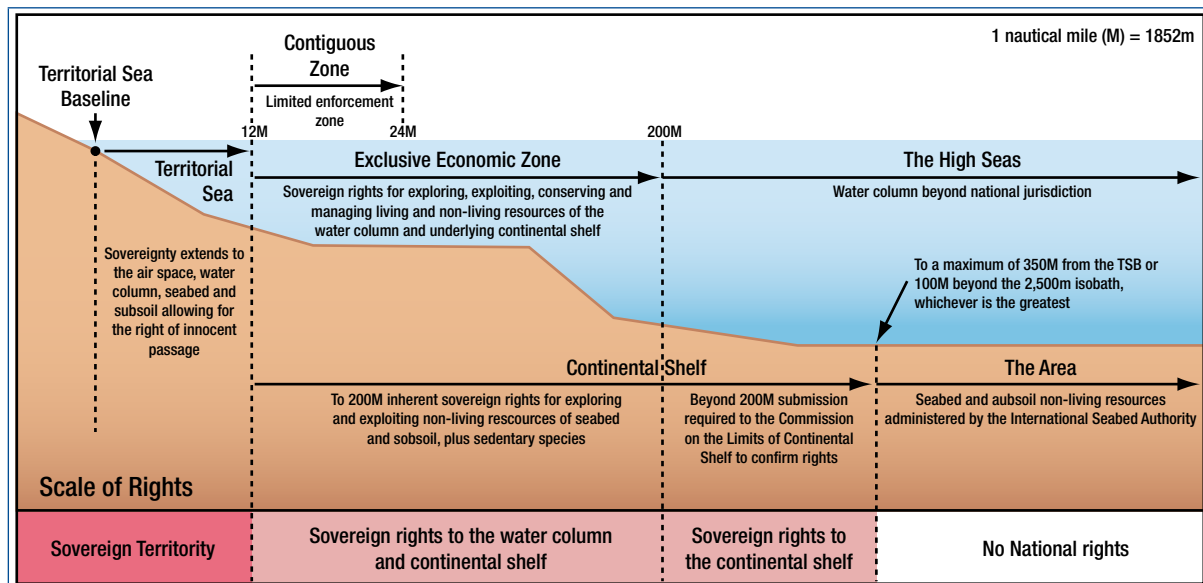 1 nautical mile (M) = 1852m
Contiguous
Zone
Limited enforcement
zone
Territorial Sea
Baseline
12M
24M
200M
Territorial
Sea
Exclusive Economic Zone
Sovereign rights for exploring, exploiting, conserving and
managing living and non-living resources of the
water column and underlying continental shelf
The High Seas
Water column beyond national jurisdiction
Sovereignty extends to
the air space, water
column, seabed and
subsoil allowing for
the right of innocent
passage
To a maximum of 350M from the TSB or
100M beyond the 2,500m isobath,
whichever is the greatest
Continental Shelf
To 200M inherent sovereign rights for exploring
and exploiting non-living rescources of seabed
and sobsoil, plus sedentary species
Beyond 200M submission
required to the Commission
on the Limits of Continental
Shelf to confirm rights
The Area
Seabed and aubsoil non-living resources
administered by the International Seabed Authority
Scale of Rights
Sovereign Territority
Sovereign rights to the water column
and continental shelf
Sovereign rights to
the continental shelf
No National rights